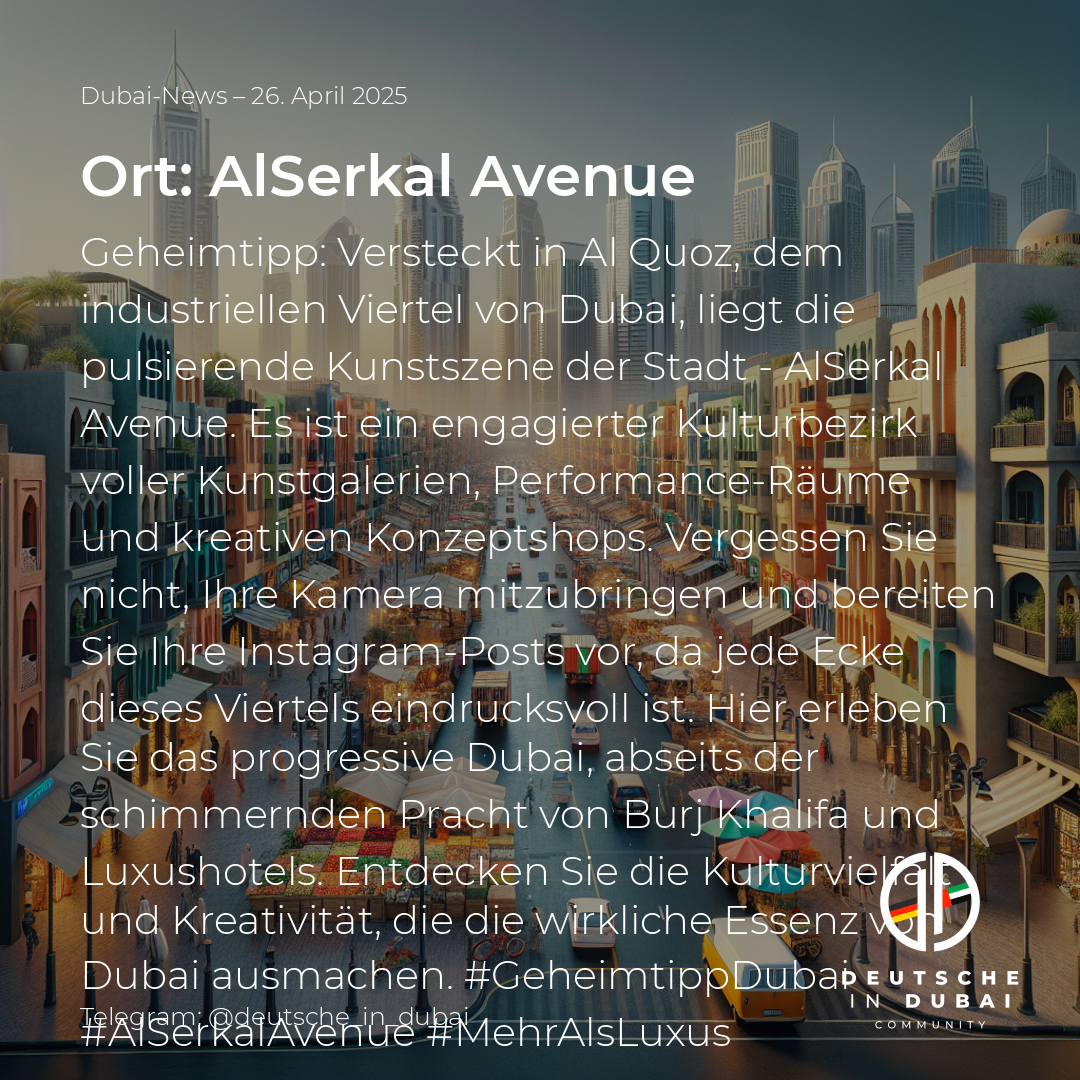 Dubai-News – 26. April 2025
Ort: AlSerkal Avenue
Geheimtipp: Versteckt in Al Quoz, dem
industriellen Viertel von Dubai, liegt die
pulsierende Kunstszene der Stadt - AlSerkal
Avenue. Es ist ein engagierter Kulturbezirk
voller Kunstgalerien, Performance-Räume
und kreativen Konzeptshops. Vergessen Sie
nicht, Ihre Kamera mitzubringen und bereiten
Sie Ihre Instagram-Posts vor, da jede Ecke
dieses Viertels eindrucksvoll ist. Hier erleben
Sie das progressive Dubai, abseits der
schimmernden Pracht von Burj Khalifa und
Luxushotels. Entdecken Sie die Kulturvielfalt
und Kreativität, die die wirkliche Essenz von
Dubai ausmachen. #GeheimtippDubai
Telegram: @deutsche_in_dubai
#AlSerkalAvenue #MehrAlsLuxus
DEUTSCHE
IN DUBAI
COMMUNITY